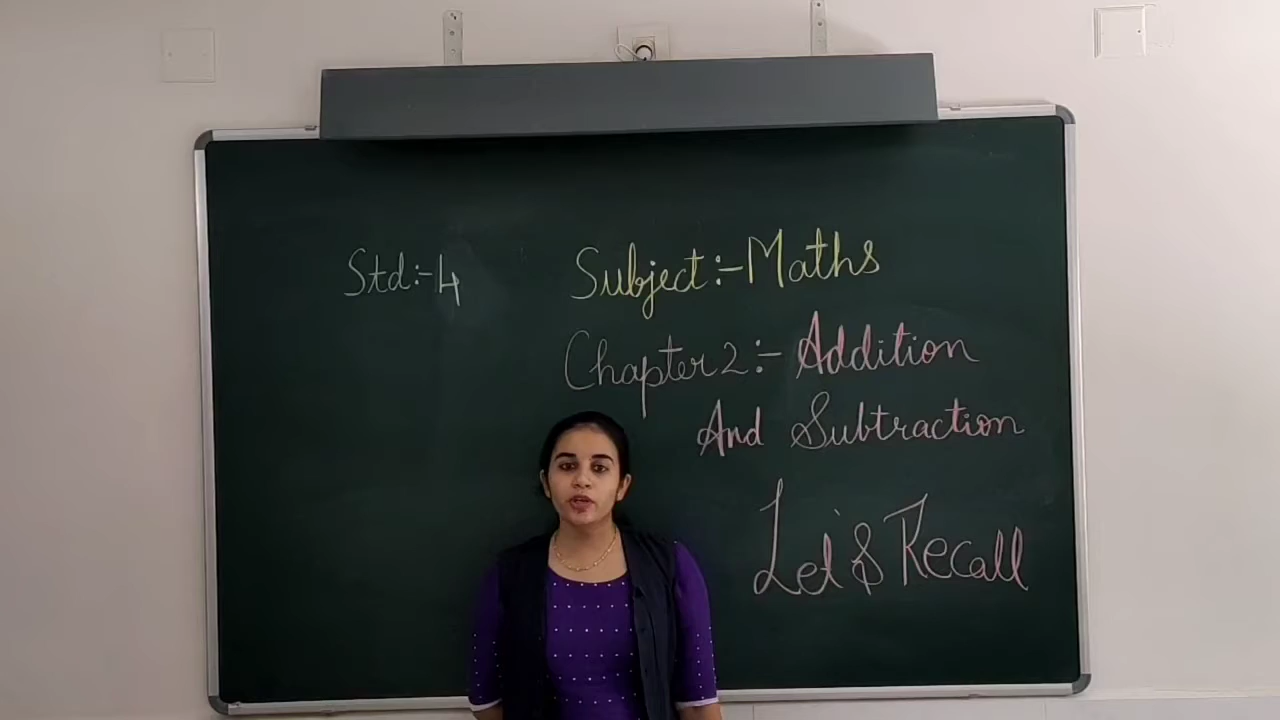 Std:- 4
Subject:- Maths
Chapter 2:- Addition
And Subtraction
Let's Recall